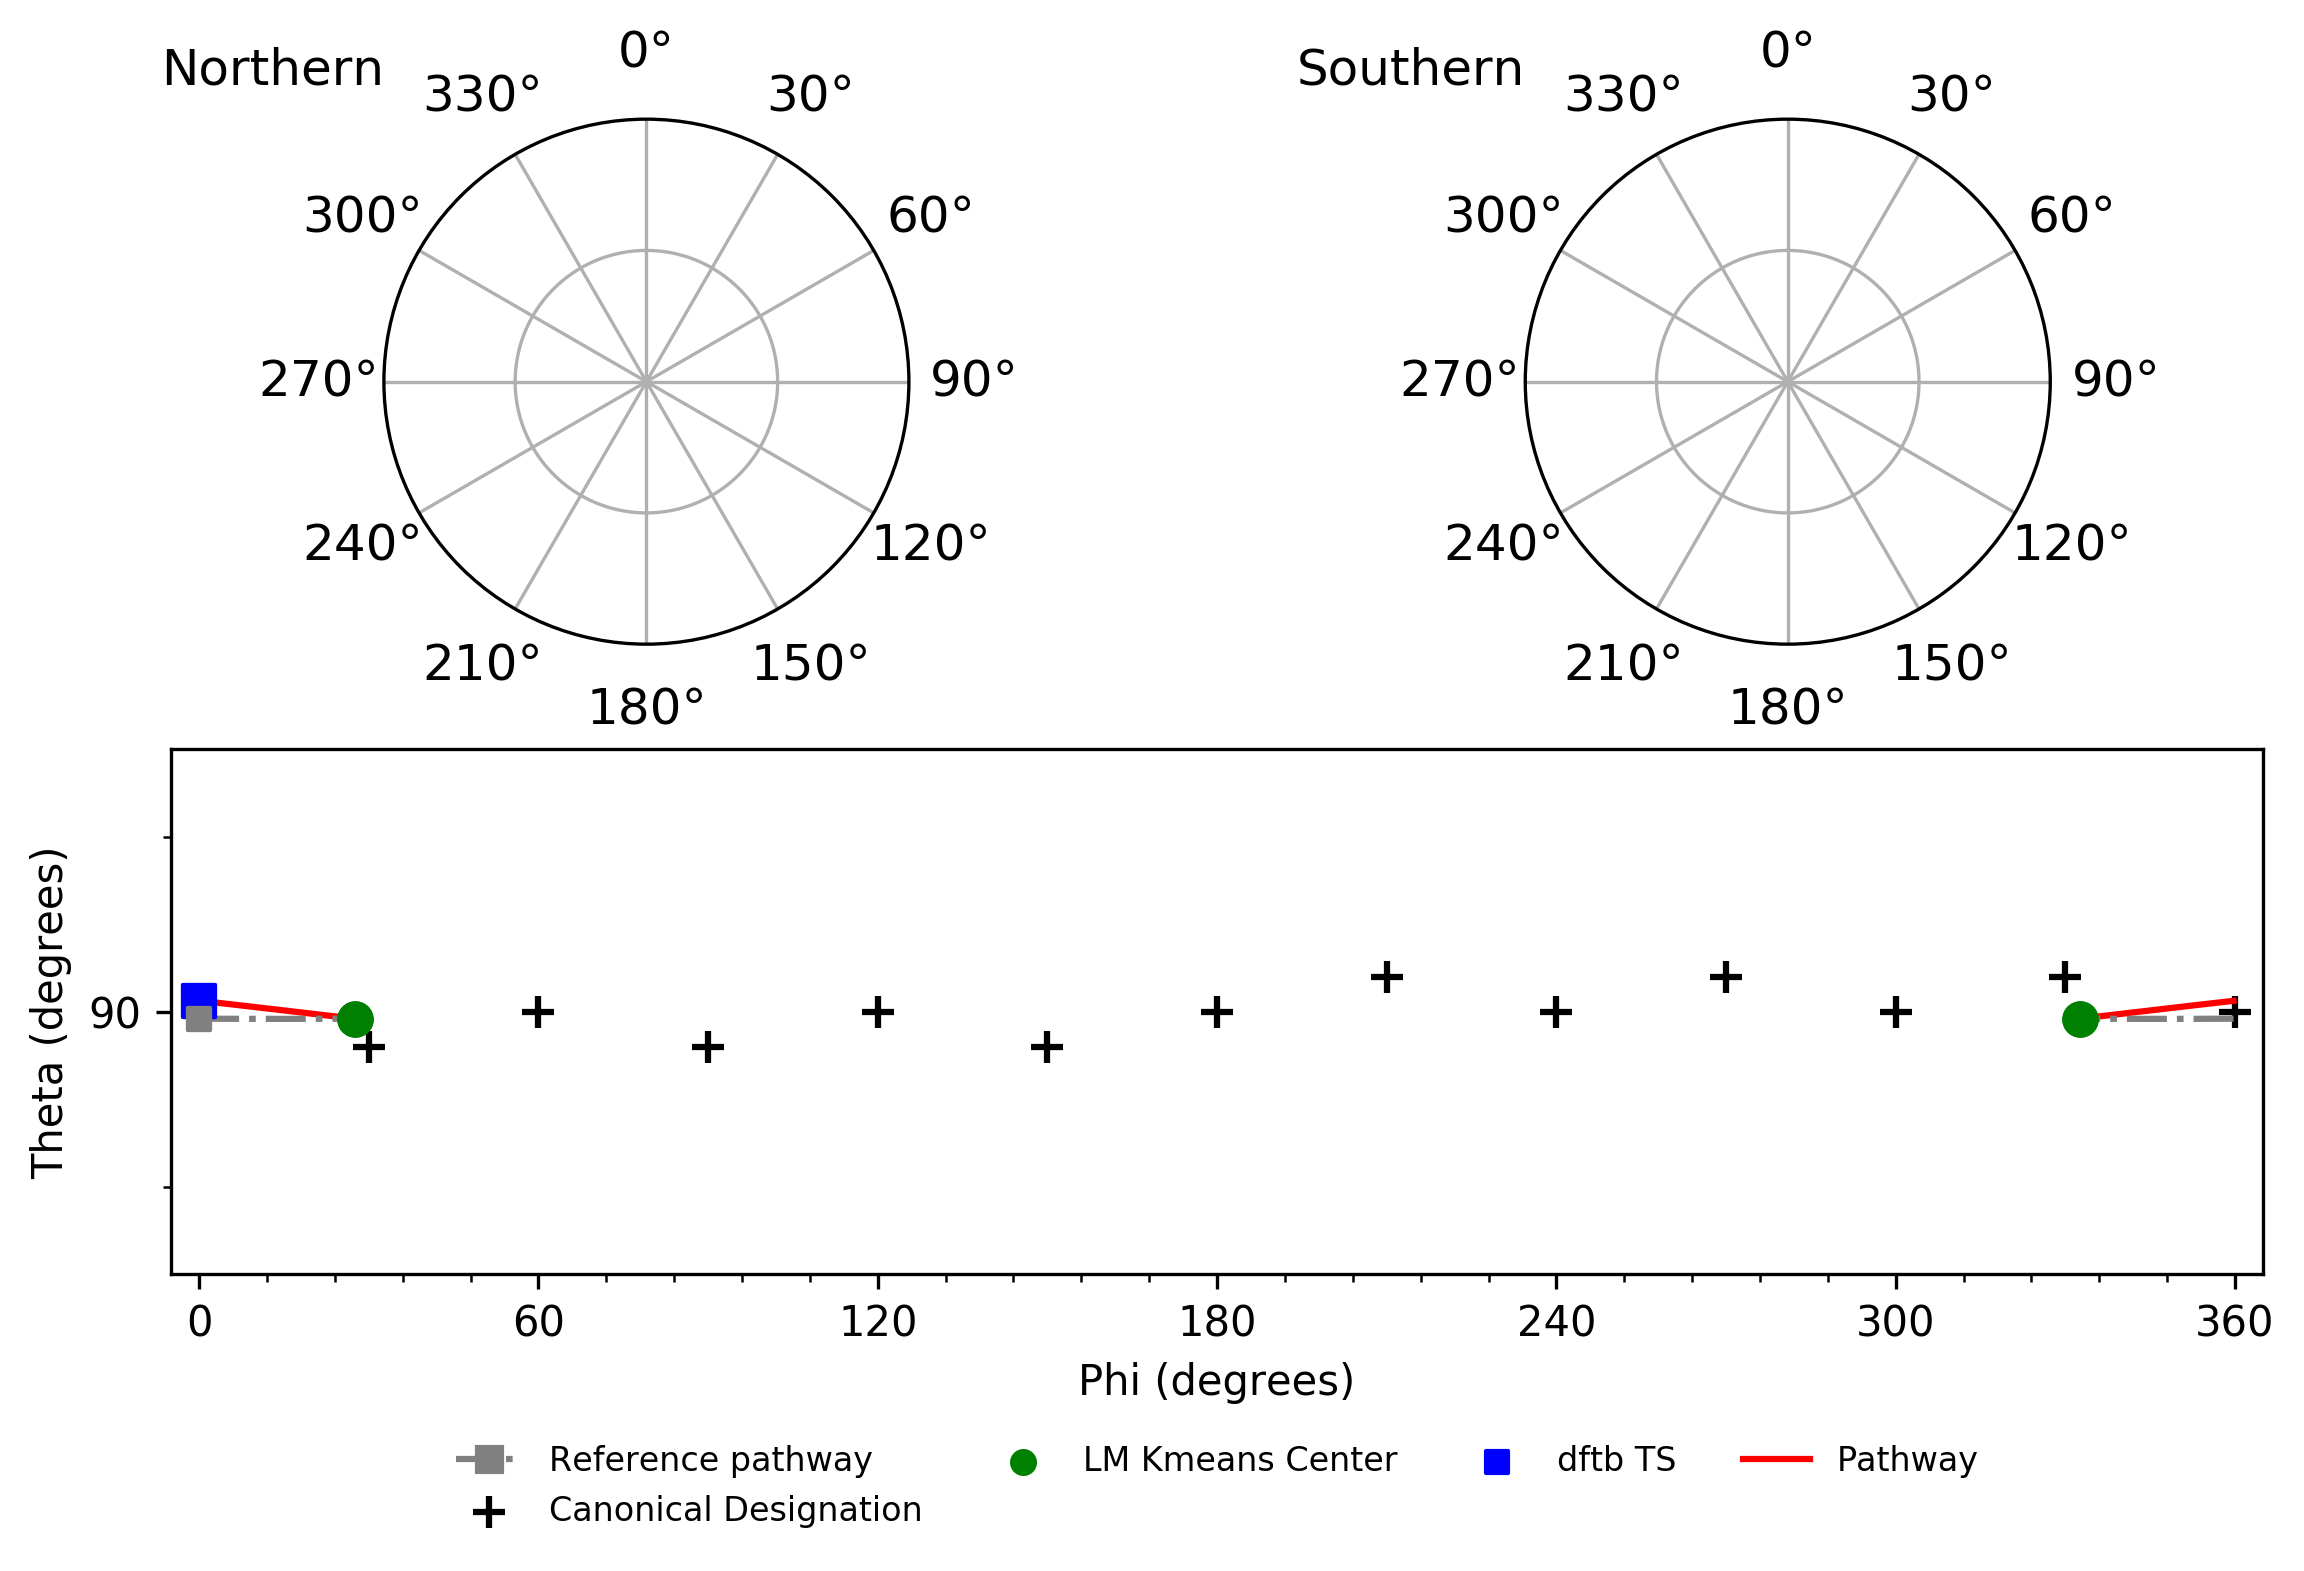 Northern
0°
30°
60°
90°
120°
150°
180°
210°
240°
270°
300°
330°
Southern
0°
30°
60°
90°
120°
150°
180°
210°
240°
270°
300°
330°
Theta (degrees)
90
0 60 120 180 240 300 360
Phi (degrees)
Reference pathway
Canonical Designation
LM Kmeans Center
dftb TS
Pathway